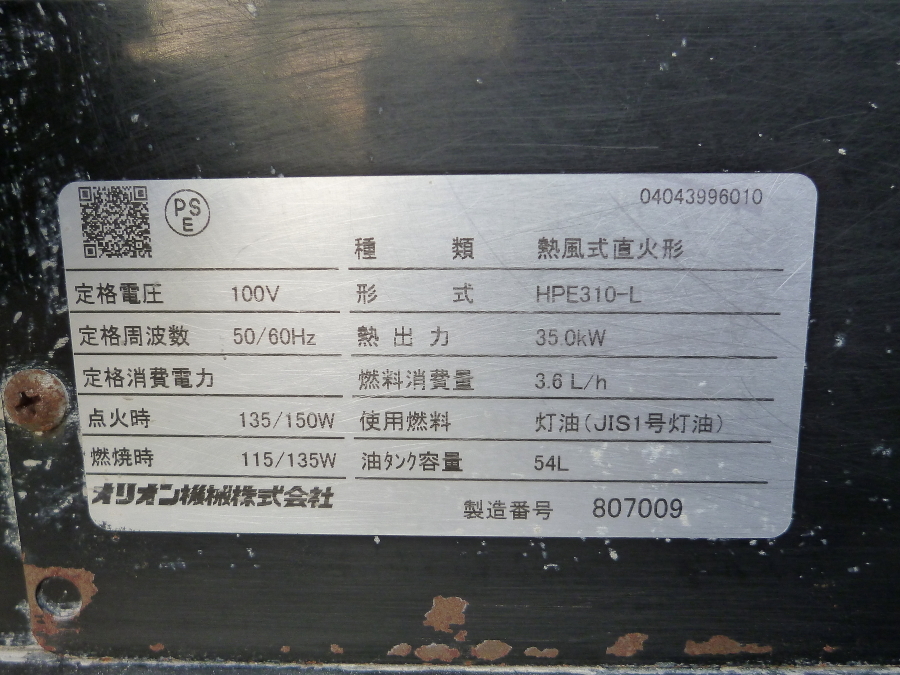 PS
E
04043996010
種 類 熱風式直火形
定格電圧 100V 形 式 HPE310-L
定格周波数 50/60Hz 熱出力 35.0kW
定格消費電力 燃料消費量 3.6 L/h
点火時 135/150W 使用燃料 灯油(JIS1号灯油)
燃焼時 115/135W 油タンク容量 54L
オリオン機械株式会社 製造番号 807009